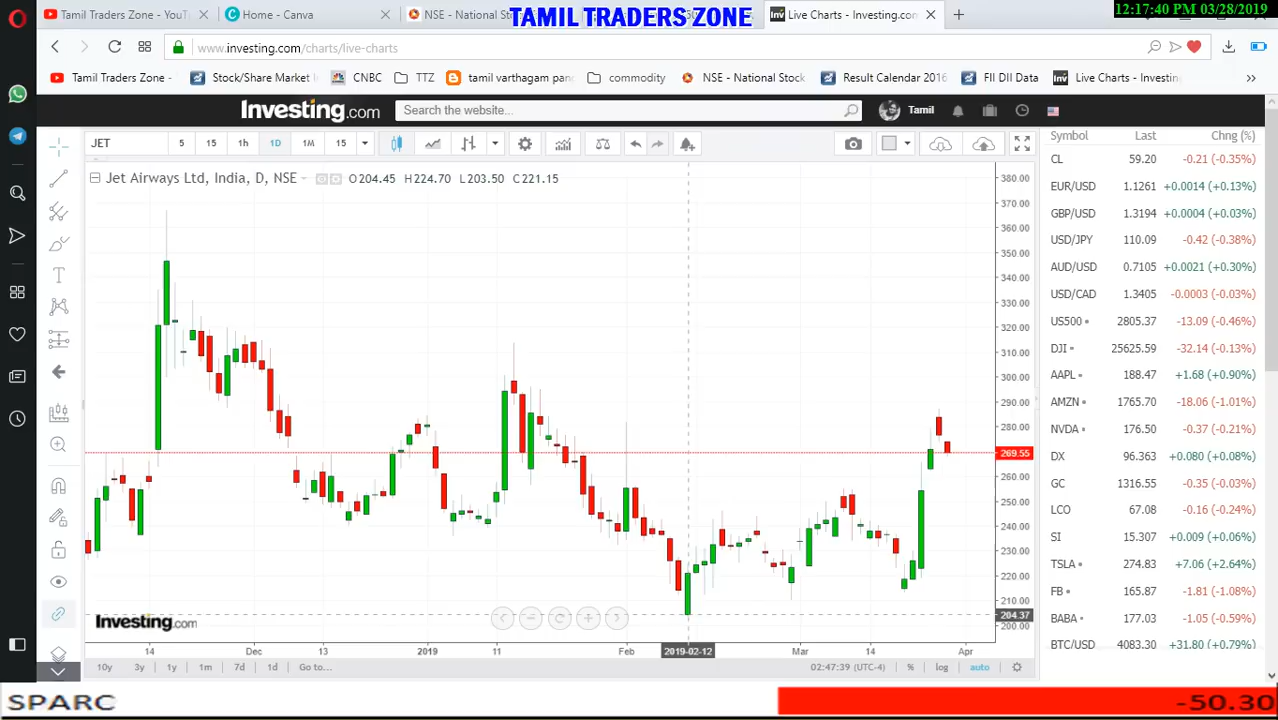 Tamil Traders Zone - YouT
Home - Canva
NSE - National S
TAMIL TRADERS ZONE
Live Charts - Investing.co
12:17:40 PM 03/28/2019
www.investing.com/charts/live-charts
Tamil Traders Zone -
Stock/Share Market I
CNBC
TTZ
tamil varthagam pan
commodity
NSE - National Stock
Result Calendar 2016
FII DII Data
Live Charts - Investin
»
Investing.com
Search the website...
Tamil
JET
5
15
1h
1D
1M
15
Jet Airways Ltd, India, D, NSE
O204.45 H224.70 L203.50 C221.15
380.00
370.00
360.00
350.00
340.00
330.00
320.00
310.00
300.00
290.00
280.00
269.55
260.00
250.00
240.00
230.00
220.00
210.00
204.37
200.00
Investing.com
14
Dec
13
2019
11
Feb
2019-02-12
Mar
14
Apr
10y
3y
1y
1m
7d
1d
Go to...
02:47:39 (UTC-4)
%
log
auto
Symbol Last Chng (%)
CL 59.20 -0.21 (-0.35%)
EUR/USD 1.1261 +0.0014 (+0.13%)
GBP/USD 1.3194 +0.0004 (+0.03%)
USD/JPY 110.09 -0.42 (-0.38%)
AUD/USD 0.7105 +0.0021 (+0.30%)
USD/CAD 1.3405 -0.0003 (-0.03%)
US500 2805.37 -13.09 (-0.46%)
DJI 25625.59 -32.14 (-0.13%)
AAPL 188.47 +1.68 (+0.90%)
AMZN 1765.70 -18.06 (-1.01%)
NVDA 176.50 -0.37 (-0.21%)
DX 96.363 +0.080 (+0.08%)
GC 1316.55 -0.35 (-0.03%)
LCO 67.08 -0.16 (-0.24%)
SI 15.307 +0.009 (+0.06%)
TSLA 274.83 +7.06 (+2.64%)
FB 165.87 -1.81 (-1.08%)
BABA 177.03 -1.05 (-0.59%)
BTC/USD 4083.30 +31.80 (+0.79%)
SPARC -50.30